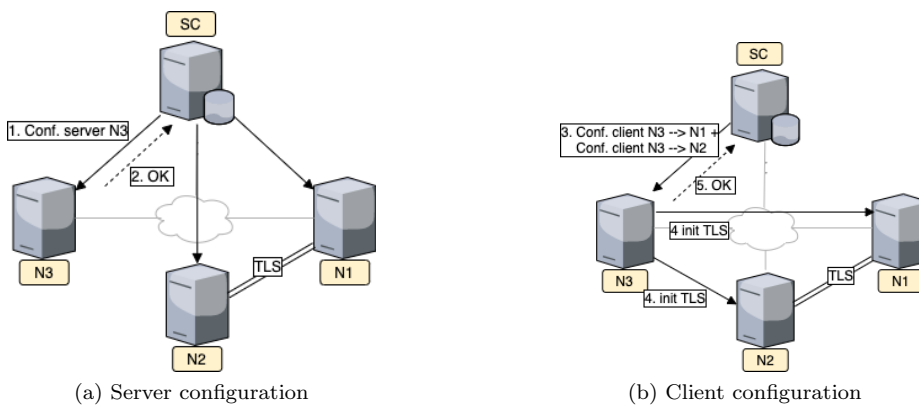 SC
1. Conf. server N3
2. OK
N3
TLS
N1
N2
(a) Server configuration
SC
3. Conf. client N3 --> N1 +
Conf. client N3 --> N2
5. OK
4 init TLS
N3
4. init TLS
TLS
N1
N2
(b) Client configuration